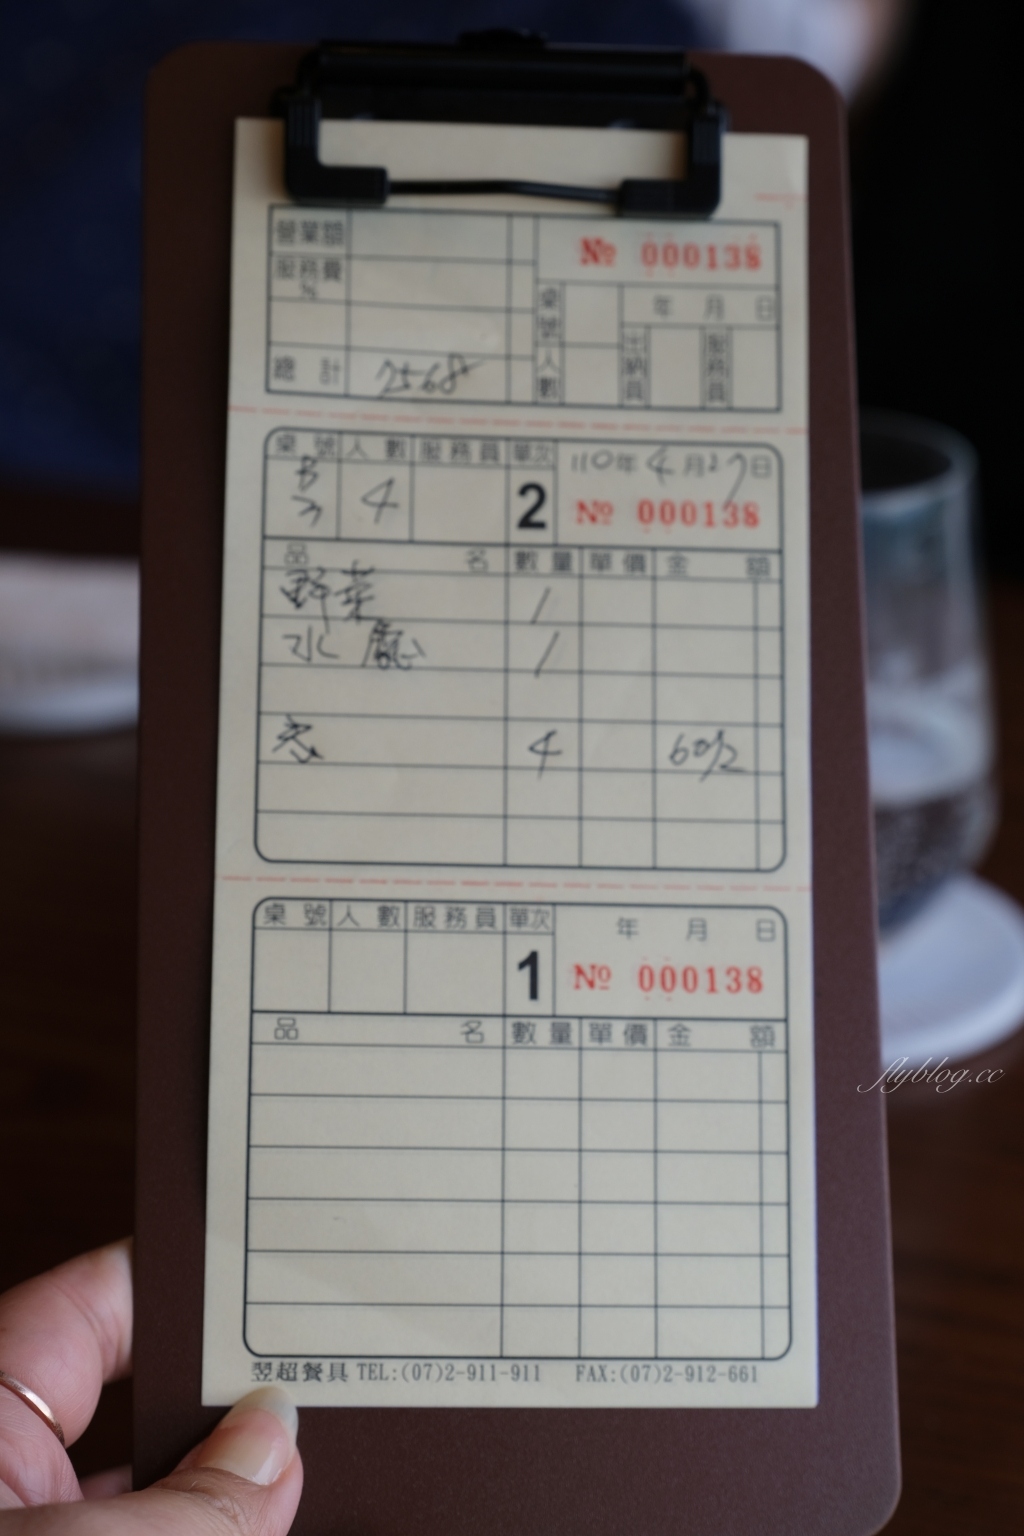 營業額
№ 000138
服務費
%
桌號
年 月 日
人數
出納員
服務員
總計 2568
桌號 人數 服務員 單次 110年4月27日
4 2 № 000138
品名 數量 單價 金額
野菜 1
水 1
4 60/2
桌號 人數 服務員 單次 年 月 日
1 № 000138
品名 數量 單價 金額
翌超餐具 TEL:(07)2-911-911 FAX:(07)2-912-661
flyblog.cc